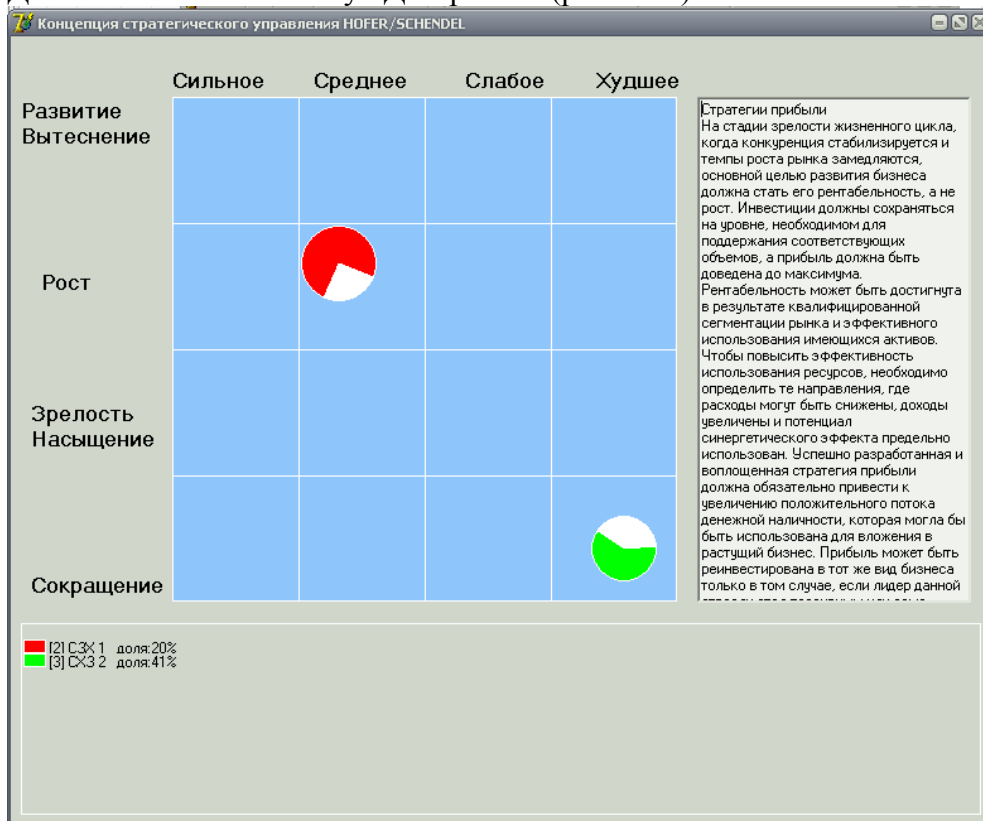 Концепция стратегического управления HOFER/SCHENDEL
Сильное Среднее Слабое Худшее
Развитие
Вытеснение
Рост
Зрелость
Насыщение
Сокращение
Стратегии прибыли
На стадии зрелости жизненного цикла,
когда конкуренция стабилизируется и
темпы роста рынка замедляются,
основной целью развития бизнеса
должна стать его рентабельность, а не
рост. Инвестиции должны сохраняться
на уровне, необходимом для
поддержания соответствующих
объемов, а прибыль должна быть
доведена до максимума.
Рентабельность может быть достигнута
в результате квалифицированной
сегментации рынка и эффективного
использования имеющихся активов.
Чтобы повысить эффективность
использования ресурсов, необходимо
определить те направления, где
расходы могут быть снижены, доходы
увеличены и потенциал
синергетического эффекта предельно
использован. Успешно разработанная и
воплощенная стратегия прибыли
должна обязательно привести к
увеличению положительного потока
денежной наличности, которая могла бы
быть использована для вложения в
растущий бизнес. Прибыль может быть
реинвестирована в тот же вид бизнеса
только в том случае, если лидер данной
[2] СЗХ 1 доля:20%
[3] СХЗ 2 доля:41%